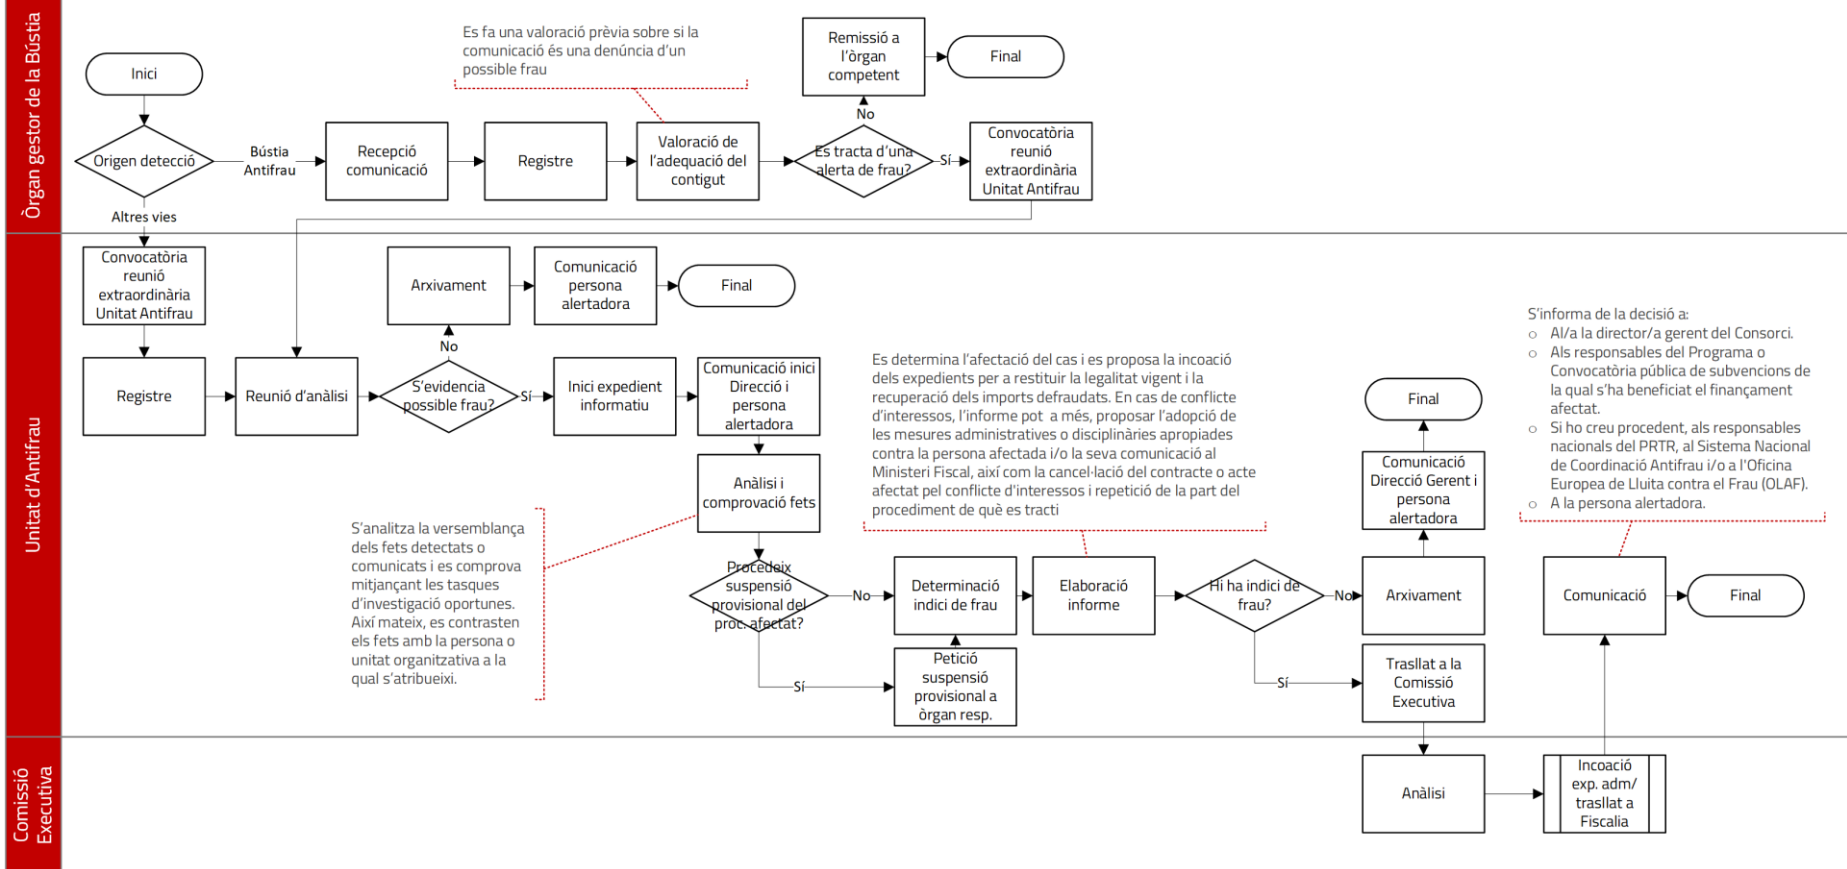 Òrgan gestor de la Bústia
Inici
Origen detecció
Bústia
Antifrau
Altres vies
Recepció
comunicació
Registre
Es fa una valoració prèvia sobre si la
comunicació és una denúncia d'un
possible frau
Valoració de
l'adequació del
contigut
Es tracta d'una
alerta de frau?
No
Remissió a
l'òrgan
competent
Final
Sí
Convocatòria
reunió
extraordinària
Unitat Antifrau
Unitat d'Antifrau
Convocatòria
reunió
extraordinària
Unitat Antifrau
Registre
Reunió d'anàlisi
S'evidencia
possible frau?
No
Arxivament
Comunicació
persona
alertadora
Final
Sí
Inici expedient
informatiu
Comunicació inici
Direcció i
persona
alertadora
Anàlisi i
comprovació fets
S'analitza la versemblança
dels fets detectats o
comunicats i es comprova
mitjançant les tasques
d'investigació oportunes.
Així mateix, es contrasten
els fets amb la persona o
unitat organitzativa a la
qual s'atribueixi.
Procedeix
suspensió
provisional del
proc. afectat?
No
Sí
Petició
suspensió
provisional a
òrgan resp.
Determinació
indici de frau
Es determina l'afectació del cas i es proposa la incoació
dels expedients per a restituir la legalitat vigent i la
recuperació dels imports defraudats. En cas de conflicte
d'interessos, l'informe pot a més, proposar l'adopció de
les mesures administratives o disciplinàries apropiades
contra la persona afectada i/o la seva comunicació al
Ministeri Fiscal, així com la cancel·lació del contracte o acte
afectat pel conflicte d'interessos i repetició de la part del
procediment de què es tracti
Elaboració
informe
Hi ha indici de
frau?
No
Arxivament
Comunicació
Direcció Gerent i
persona
alertadora
Final
Sí
Trasllat a la
Comissió
Executiva
S'informa de la decisió a:
o Al/a la director/a gerent del Consorci.
o Als responsables del Programa o
Convocatòria pública de subvencions de
la qual s'ha beneficiat el finançament
afectat.
o Si ho creu procedent, als responsables
nacionals del PRTR, al Sistema Nacional
de Coordinació Antifrau i/o a l'Oficina
Europea de Lluita contra el Frau (OLAF).
o A la persona alertadora.
Comunicació
Final
Comissió
Executiva
Anàlisi
Incoació
exp. adm/
trasllat a
Fiscalia